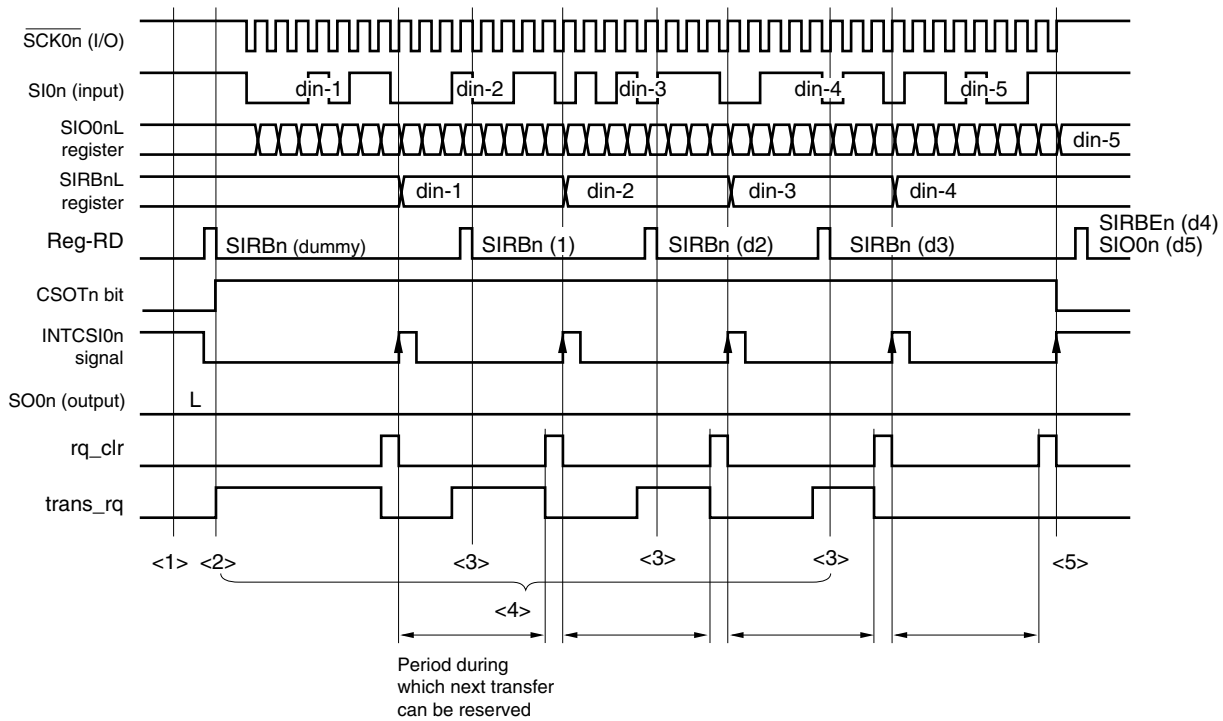 SCK0n (I/O)
SI0n (input)
din-1
din-2
din-3
din-4
din-5
SIO0nL
register
din-5
SIRBnL
register
din-1
din-2
din-3
din-4
Reg-RD
SIRBn (dummy)
SIRBn (1)
SIRBn (d2)
SIRBn (d3)
SIRBEn (d4)
SIO0n (d5)
CSOTn bit
INTCSI0n
signal
SO0n (output)
L
rq_clr
trans_rq
<1> <2> <3> <3> <3> <5>
<4>
Period during
which next transfer
can be reserved